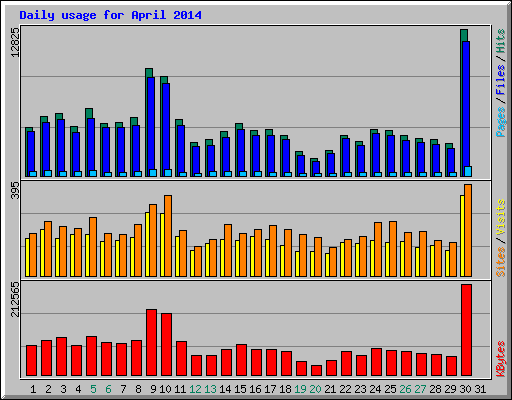 Daily usage for April 2014
12825
Pages / Files / Hits
395
Sites / Visits
212565
KBytes
1 2 3 4 5 6 7 8 9 10 11 12 13 14 15 16 17 18 19 20 21 22 23 24 25 26 27 28 29 30 31